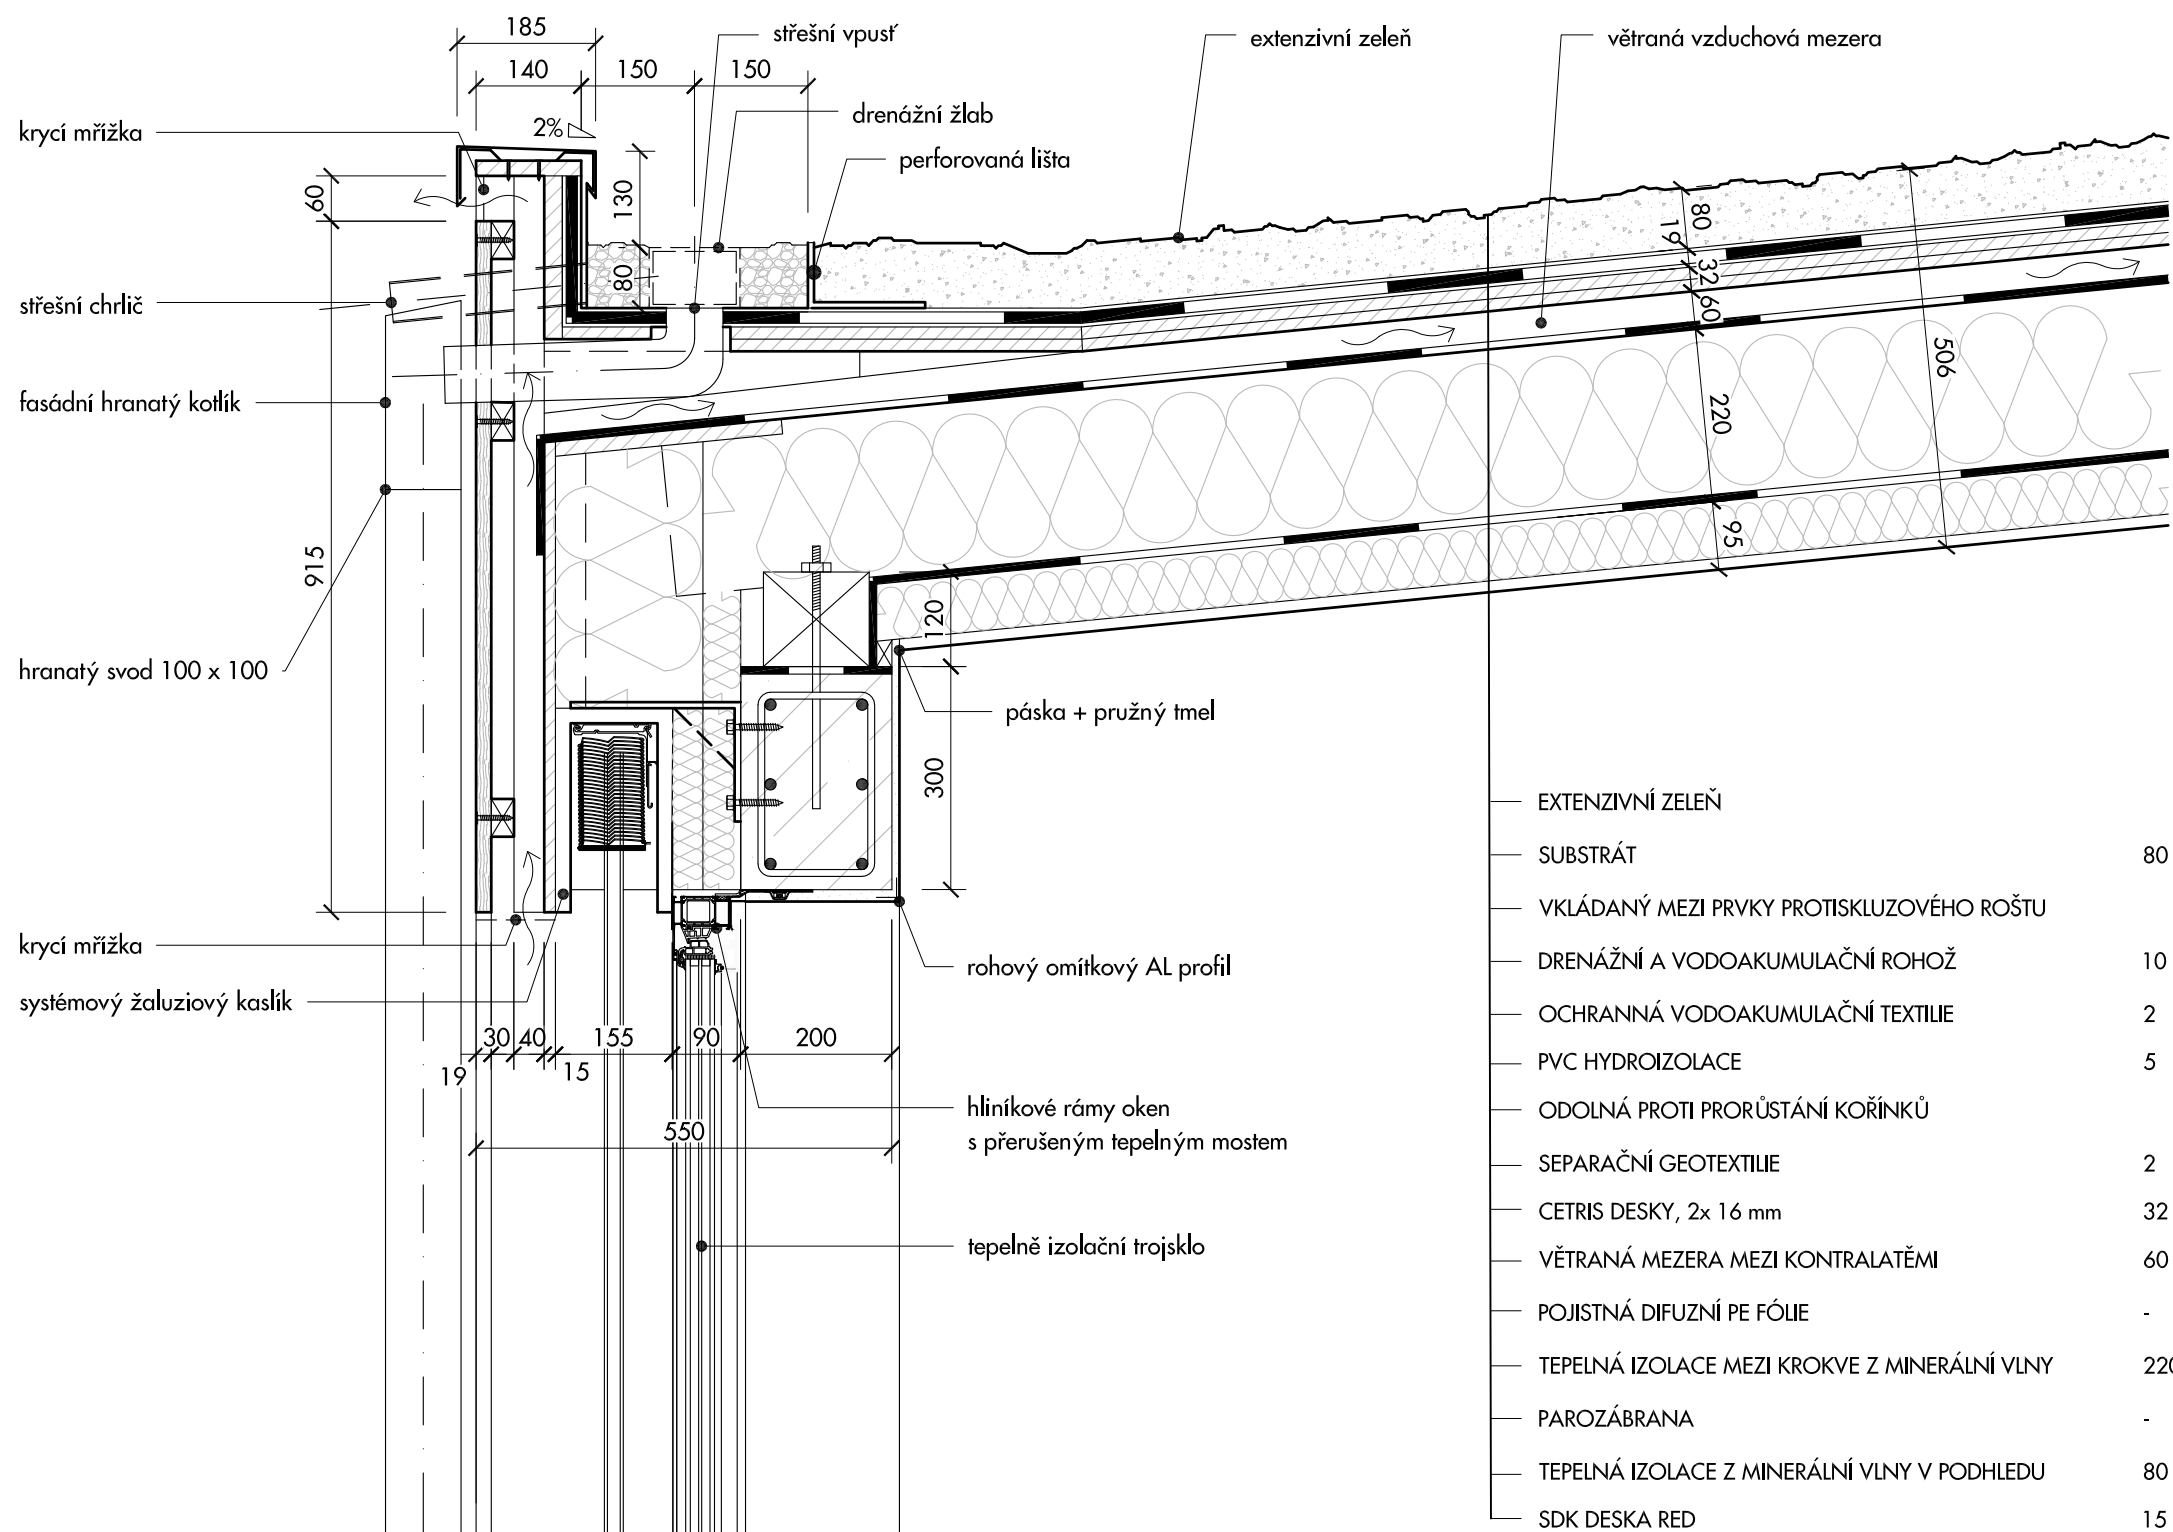 185
střešní vpusť
extenzivní zeleň
větraná vzduchová mezera
140
150
150
drenážní žlab
krycí mřížka
2%
perforovaná lišta
60
130
80
80
19
32
60
střešní chrlič
506
fasádní hranatý kotlík
220
95
915
120
hranatý svod 100 x 100
páska + pružný tmel
300
krycí mřížka
rohový omítkový AL profil
systémový žaluziový kaslík
30
40
155
90
200
19
15
hliníkové rámy oken
s přerušeným tepelným mostem
550
tepelně izolační trojsklo
EXTENZIVNÍ ZELEŇ
SUBSTRÁT 80
VKLÁDANÝ MEZI PRVKY PROTISKLUZOVÉHO ROŠTU
DRENÁŽNÍ A VODOAKUMULAČNÍ ROHOŽ 10
OCHRANNÁ VODOAKUMULAČNÍ TEXTILIE 2
PVC HYDROIZOLACE 5
ODOLNÁ PROTI PRORŮSTÁNÍ KOŘÍNKŮ
SEPARAČNÍ GEOTEXTILIE 2
CETRIS DESKY, 2x 16 mm 32
VĚTRANÁ MEZERA MEZI KONTRALATĚMI 60
POJISTNÁ DIFUZNÍ PE FÓLIE -
TEPELNÁ IZOLACE MEZI KROKVE Z MINERÁLNÍ VLNY 220
PAROZÁBRANA -
TEPELNÁ IZOLACE Z MINERÁLNÍ VLNY V PODHLEDU 80
SDK DESKA RED 15